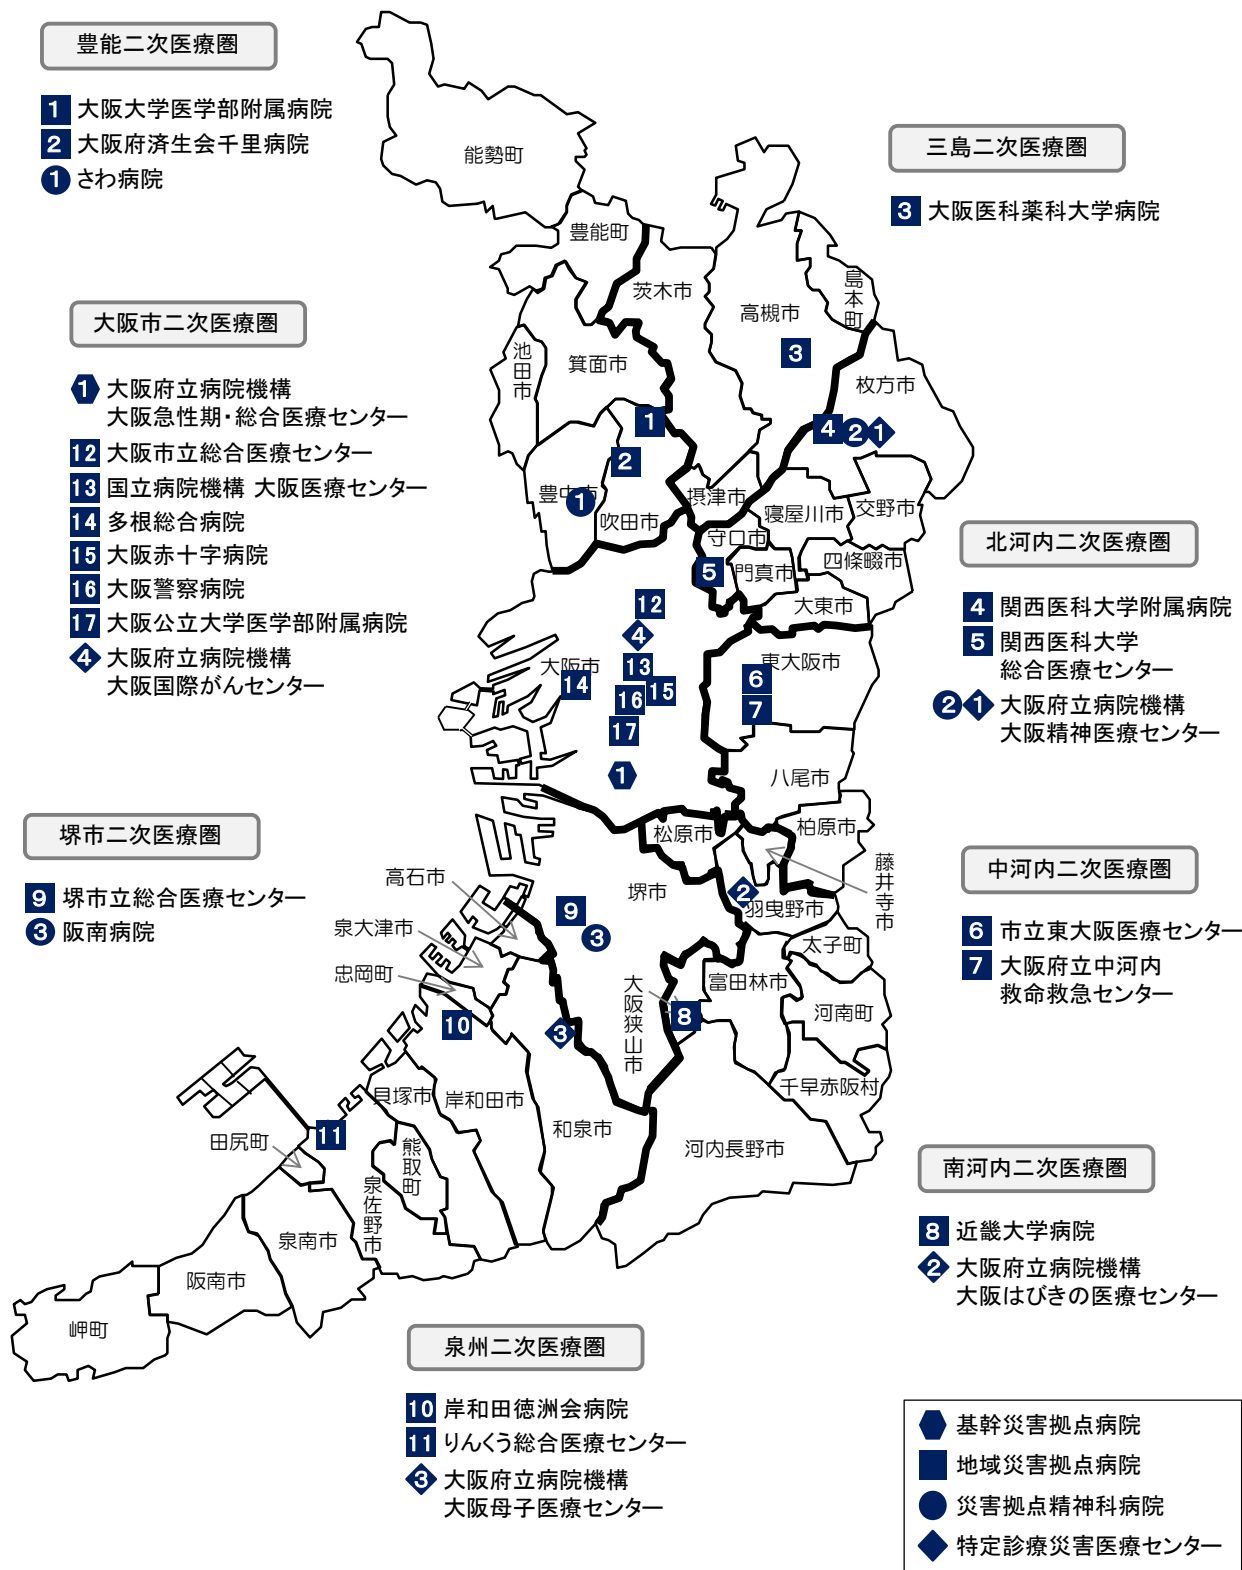 豊能二次医療圏
1 大阪大学医学部附属病院
2 大阪府済生会千里病院
1 さわ病院
三島二次医療圏
3 大阪医科薬科大学病院
大阪市二次医療圏
1 大阪府立病院機構
大阪急性期・総合医療センター
12 大阪市立総合医療センター
13 国立病院機構 大阪医療センター
14 多根総合病院
15 大阪赤十字病院
16 大阪警察病院
17 大阪公立大学医学部附属病院
4 大阪府立病院機構
大阪国際がんセンター
北河内二次医療圏
4 関西医科大学附属病院
5 関西医科大学
総合医療センター
2 1 大阪府立病院機構
大阪精神医療センター
堺市二次医療圏
9 堺市立総合医療センター
3 阪南病院
中河内二次医療圏
6 市立東大阪医療センター
7 大阪府立中河内
救命救急センター
南河内二次医療圏
8 近畿大学病院
2 大阪府立病院機構
大阪はびきの医療センター
泉州二次医療圏
10 岸和田徳洲会病院
11 りんくう総合医療センター
3 大阪府立病院機構
大阪母子医療センター
基幹災害拠点病院
地域災害拠点病院
災害拠点精神科病院
特定診療災害医療センター
能勢町
豊能町
茨木市
高槻市
3
島本町
池田市
箕面市
枚方市
4 2 1
1
2
豊中市
1
吹田市
摂津市
寝屋川市
交野市
守口市
5
門真市
四條畷市
大東市
12
4
大阪市
13
14
15
16
17
1
東大阪市
6
7
八尾市
松原市
柏原市
藤井寺市
高石市
堺市
9
3
2
羽曳野市
泉大津市
太子町
忠岡町
富田林市
大阪狭山市
8
河南町
10
3
千早赤阪村
貝塚市
岸和田市
和泉市
河内長野市
11
田尻町
熊取町
泉佐野市
泉南市
阪南市
岬町